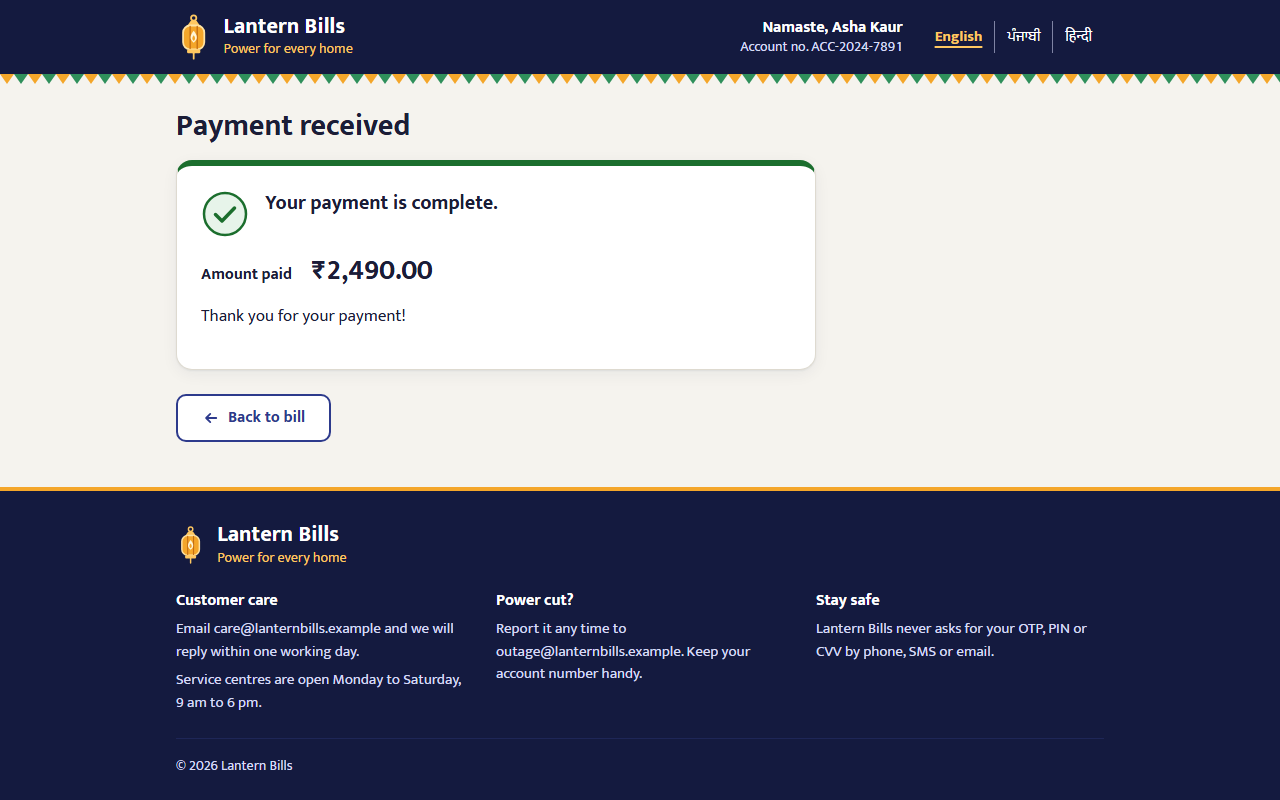 Lantern Bills
Power for every home
Namaste, Asha Kaur
Account no. ACC-2024-7891
English
ਪੰਜਾਬੀ
हिन्दी
Payment received
Your payment is complete.
Amount paid ₹2,490.00
Thank you for your payment!
← Back to bill
Lantern Bills
Power for every home
Customer care
Email care@lanternbills.example and we will
reply within one working day.
Service centres are open Monday to Saturday,
9 am to 6 pm.
Power cut?
Report it any time to
outage@lanternbills.example. Keep your
account number handy.
Stay safe
Lantern Bills never asks for your OTP, PIN or
CVV by phone, SMS or email.
© 2026 Lantern Bills